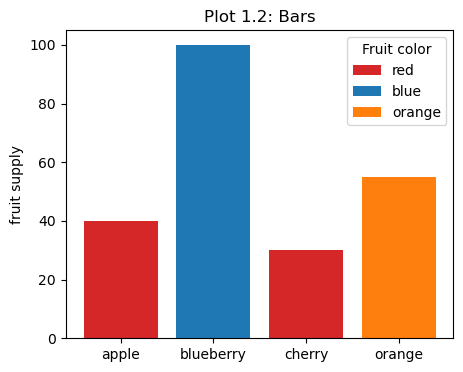 Plot 1.2: Bars
fruit supply
100
80
60
40
20
0
Fruit color
red
blue
orange
apple
blueberry
cherry
orange